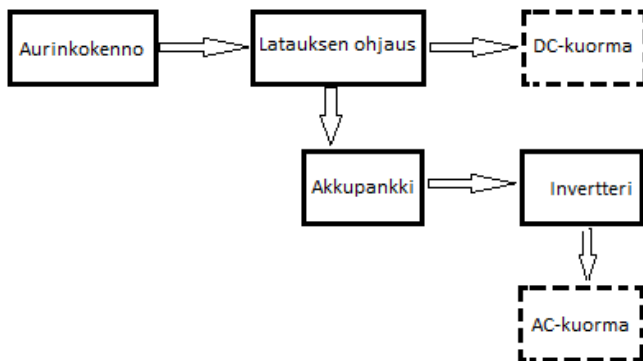 Aurinkokenno
Latauksen ohjaus
DC-kuorma
Akkupankki
Invertteri
AC-kuorma